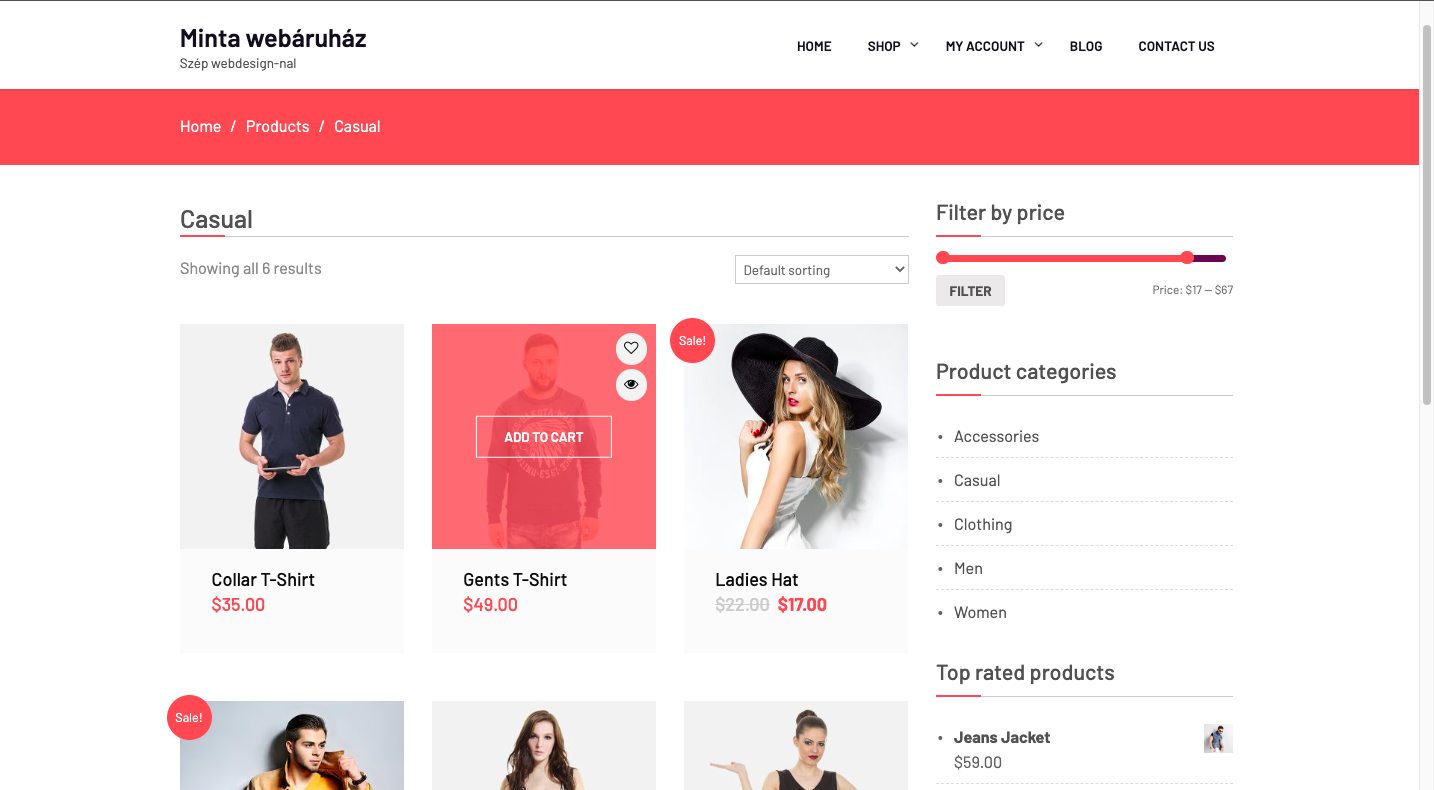 Minta webáruház
Szép webdesign-nal
HOME SHOP MY ACCOUNT BLOG CONTACT US
Home / Products / Casual
Casual
Showing all 6 results
Default sorting
Sale!
ADD TO CART
Collar T-Shirt
$35.00
Gents T-Shirt
$49.00
Ladies Hat
$22.00 $17.00
Sale!
Filter by price
FILTER
Price: $17 — $67
Product categories
• Accessories
• Casual
• Clothing
• Men
• Women
Top rated products
• Jeans Jacket
$59.00